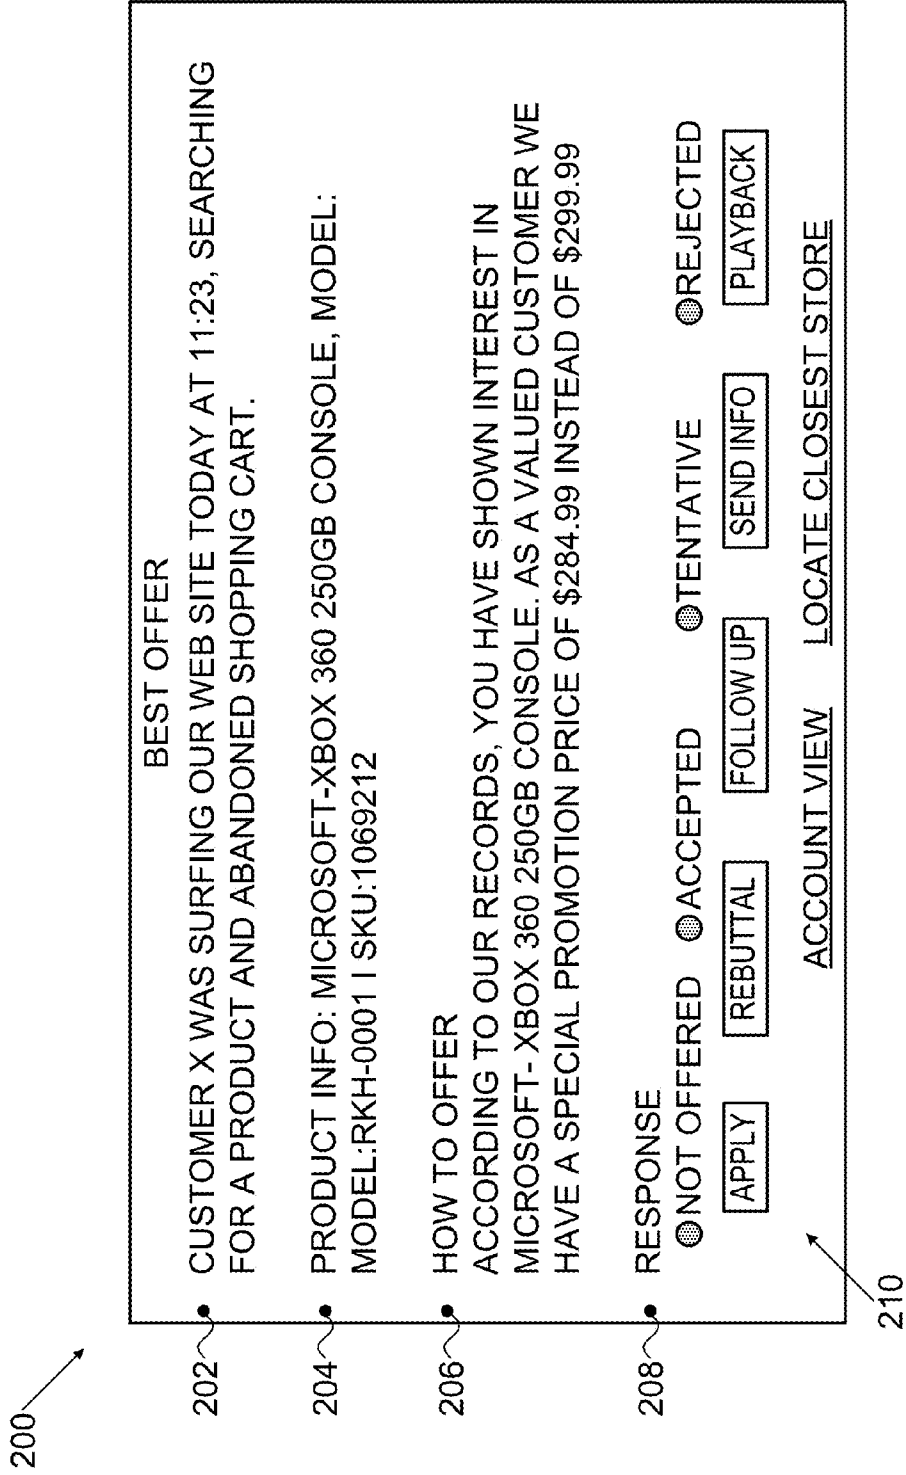 200
BEST OFFER
202
CUSTOMER X WAS SURFING OUR WEB SITE TODAY AT 11:23, SEARCHING
FOR A PRODUCT AND ABANDONED SHOPPING CART.
204
PRODUCT INFO: MICROSOFT-XBOX 360 250GB CONSOLE, MODEL:
MODEL:RKH-0001 I SKU:1069212
206
HOW TO OFFER
ACCORDING TO OUR RECORDS, YOU HAVE SHOWN INTEREST IN
MICROSOFT- XBOX 360 250GB CONSOLE. AS A VALUED CUSTOMER WE
HAVE A SPECIAL PROMOTION PRICE OF $284.99 INSTEAD OF $299.99
208
RESPONSE
NOT OFFERED ACCEPTED TENTATIVE REJECTED
APPLY REBUTTAL FOLLOW UP SEND INFO PLAYBACK
ACCOUNT VIEW LOCATE CLOSEST STORE
210